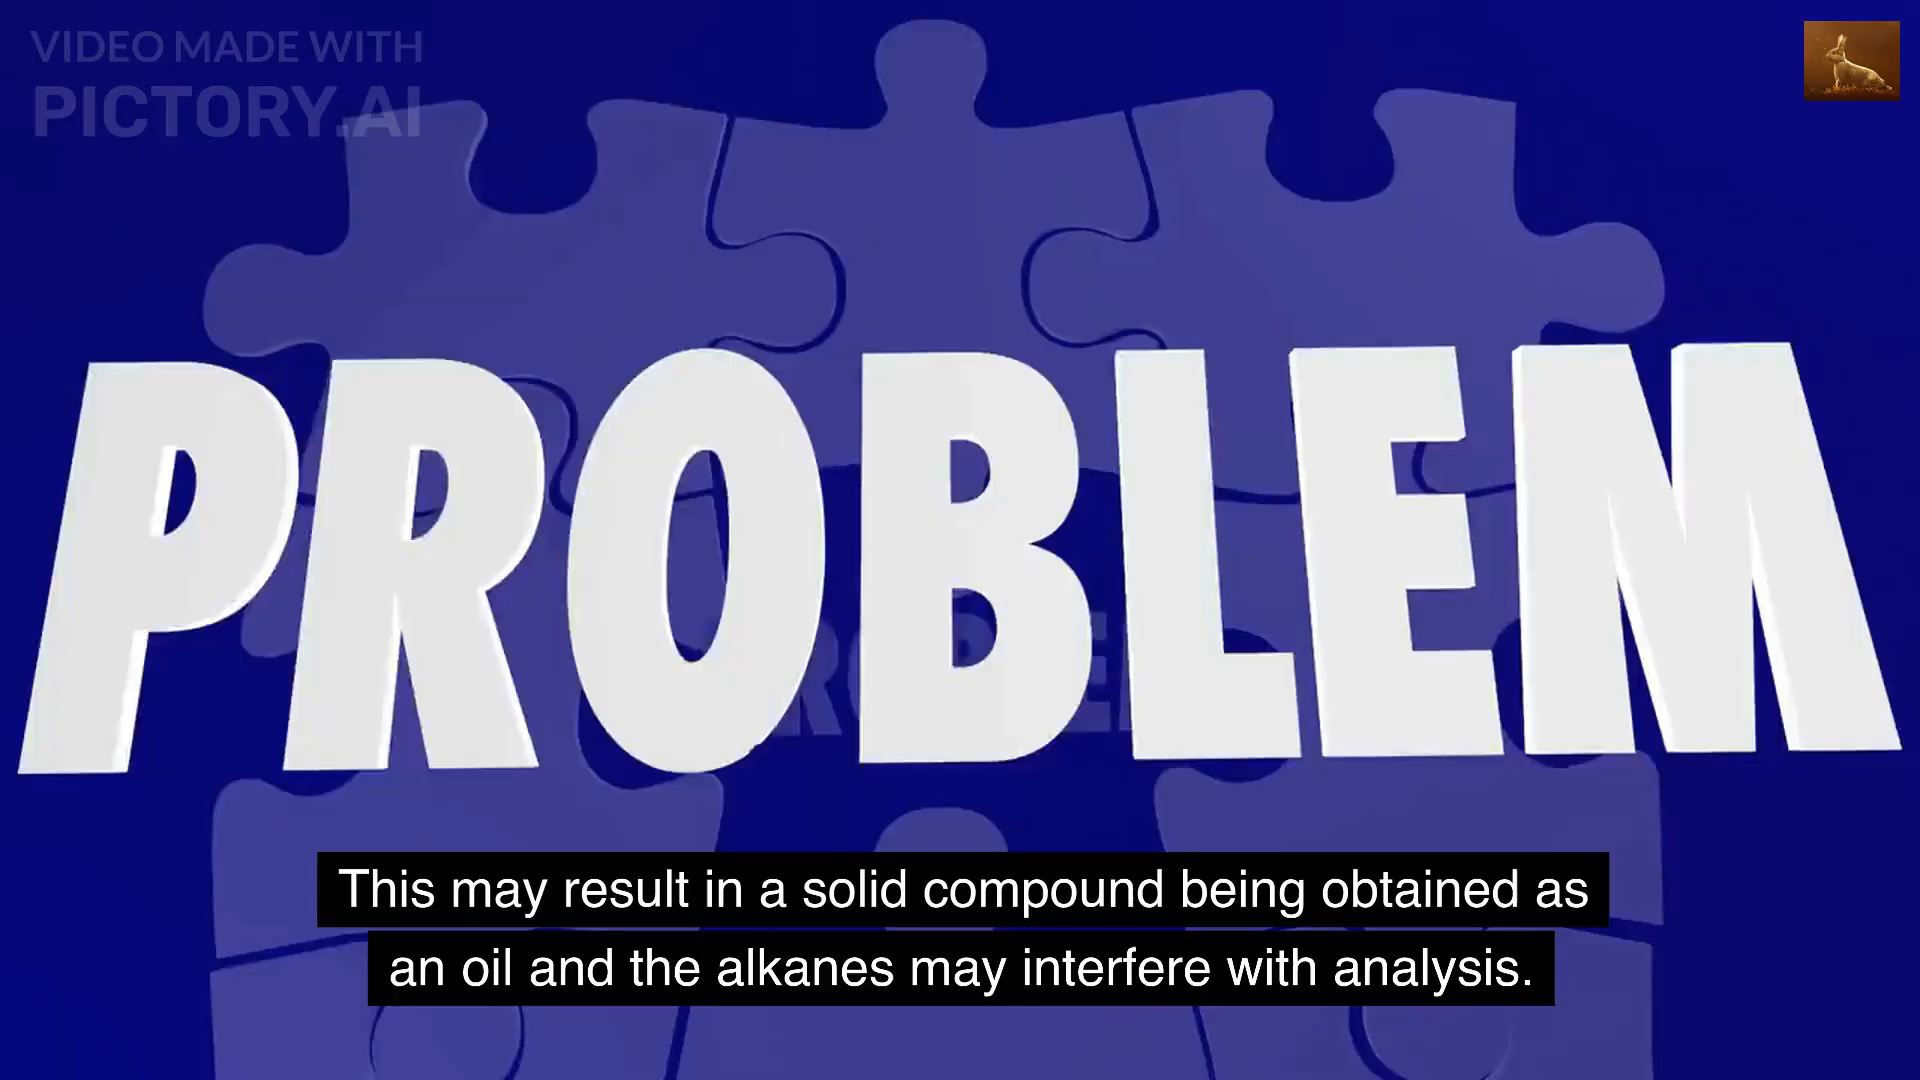 VIDEO MADE WITH
PICTORY.AI
PROBLEM
This may result in a solid compound being obtained as
an oil and the alkanes may interfere with analysis.